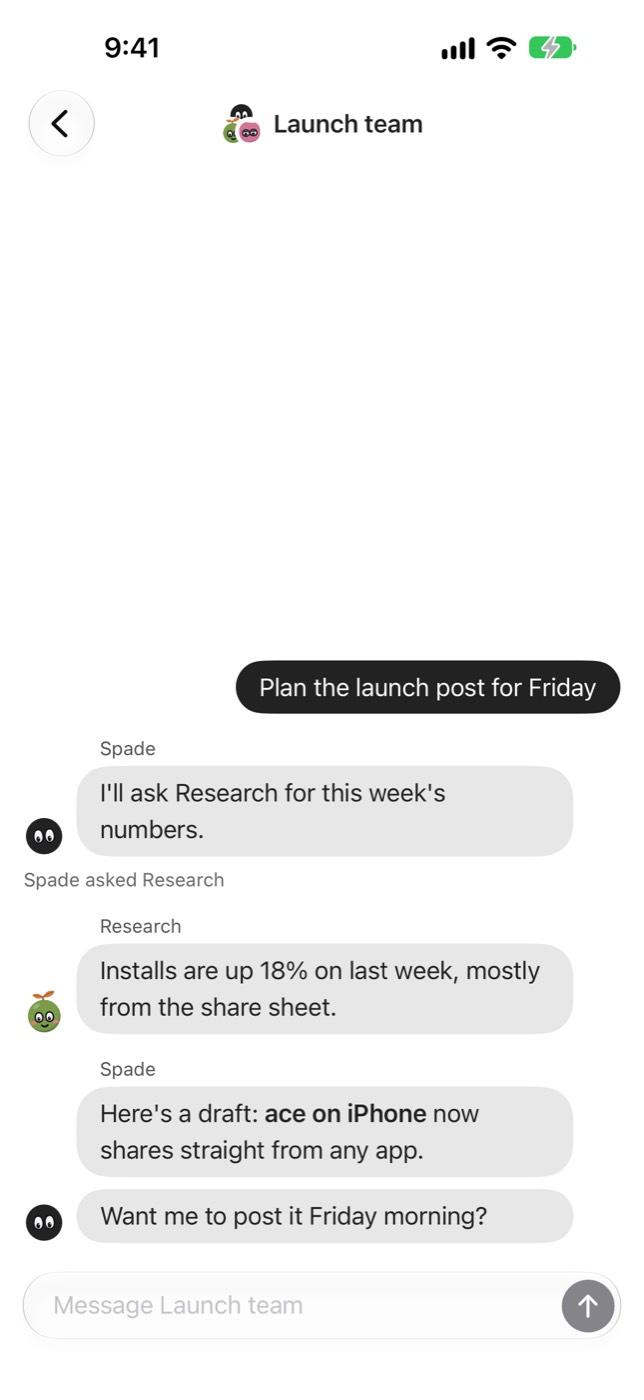 9:41
Launch team
Plan the launch post for Friday
Spade
I'll ask Research for this week's
numbers.
Spade asked Research
Research
Installs are up 18% on last week, mostly
from the share sheet.
Spade
Here's a draft: ace on iPhone now
shares straight from any app.
Want me to post it Friday morning?
Message Launch team